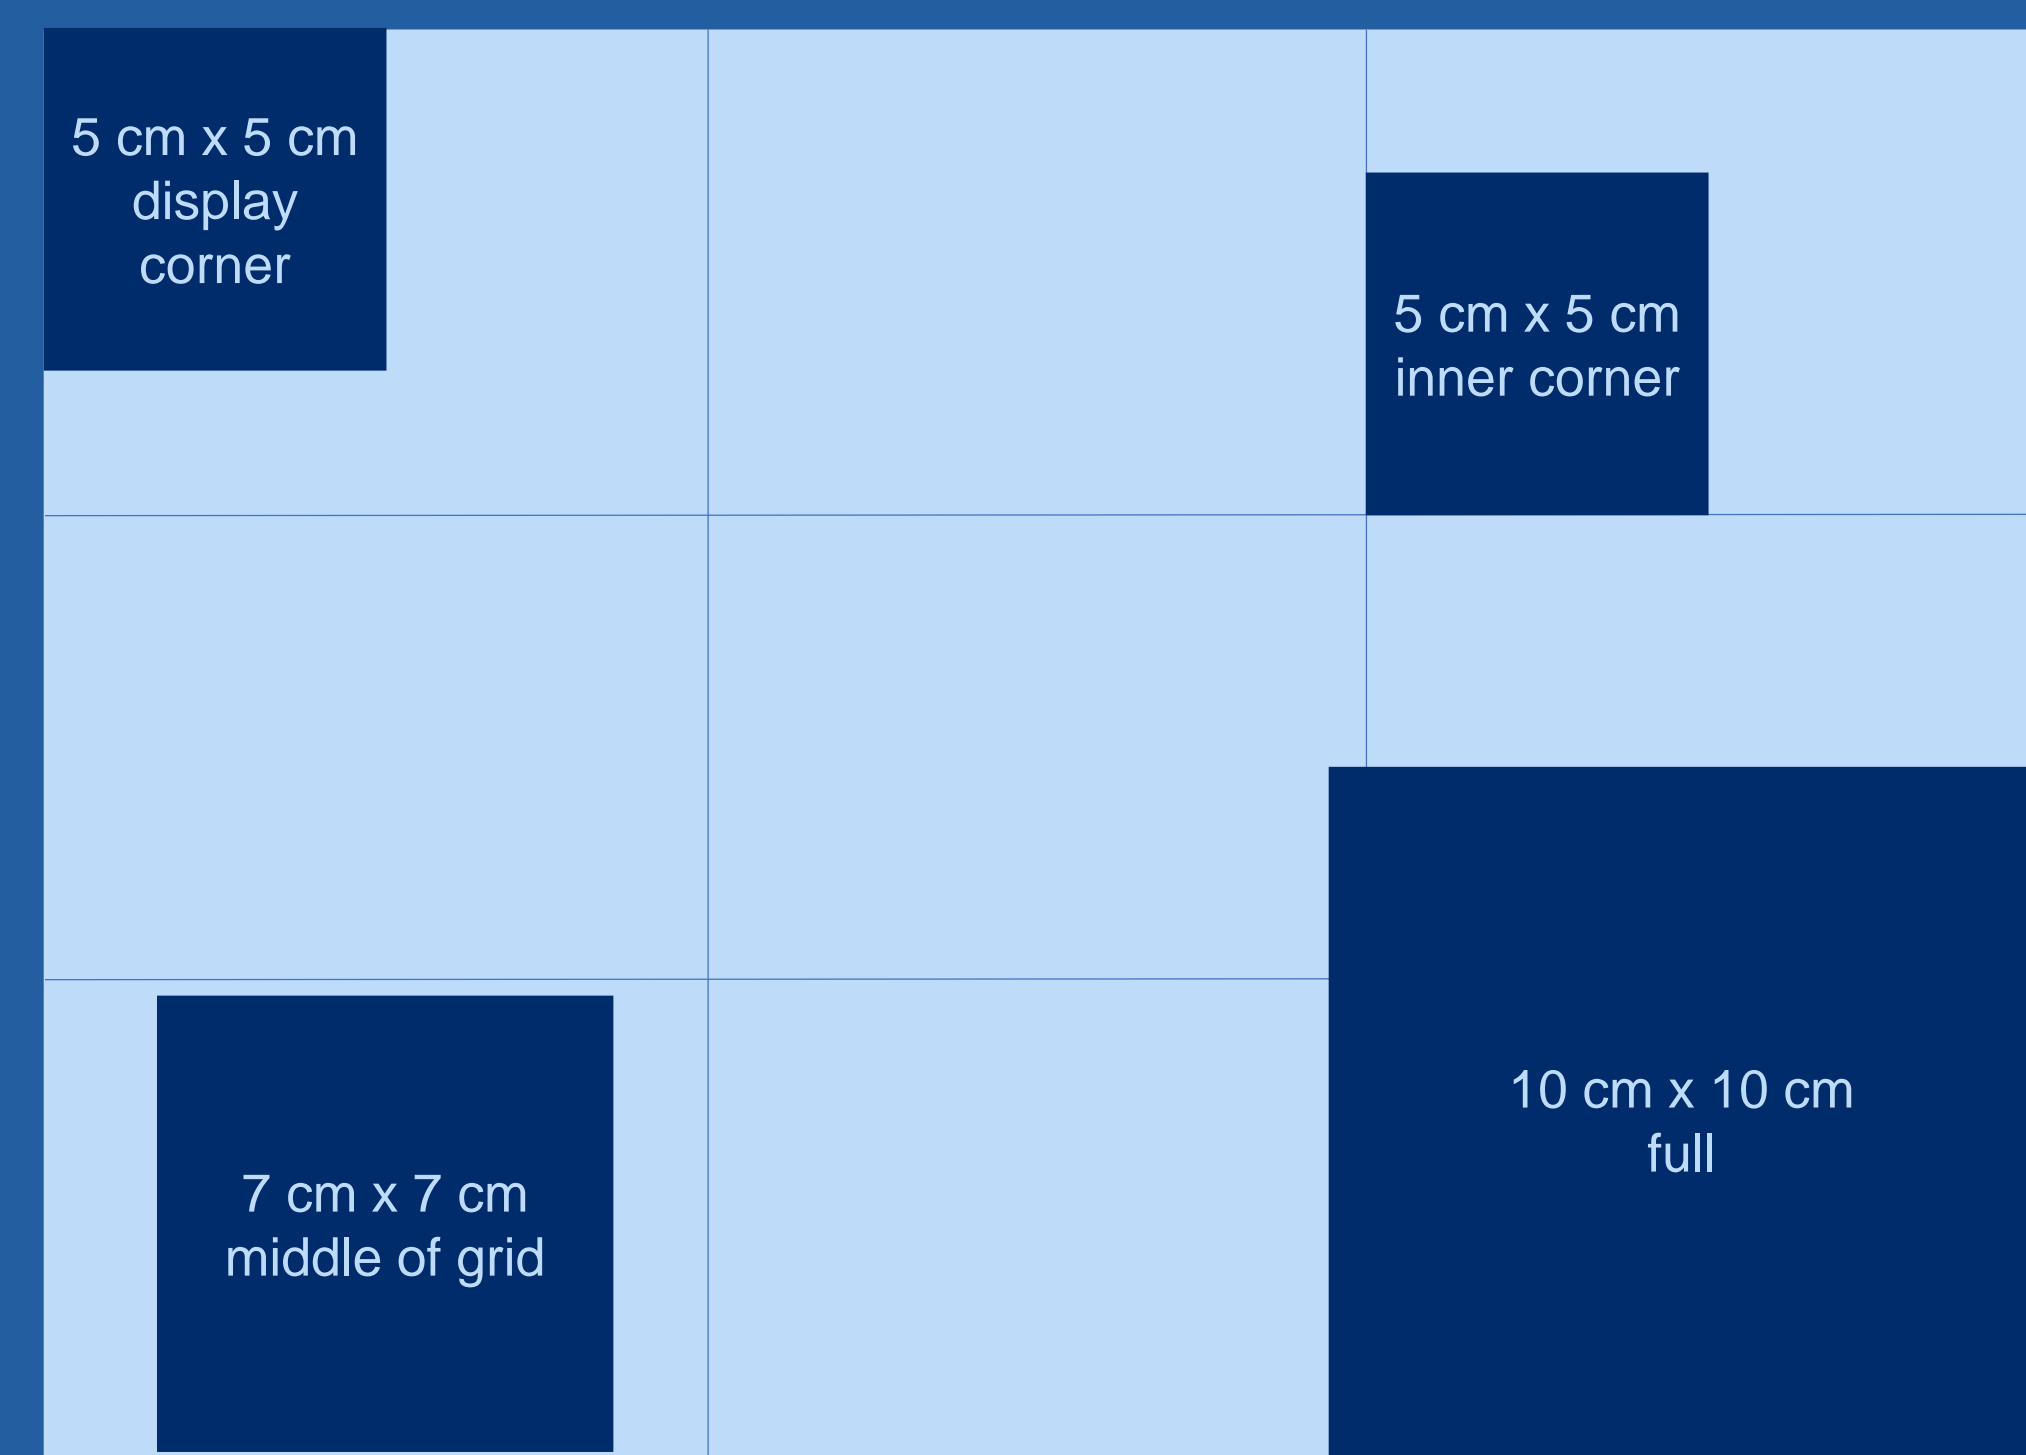 5 cm x 5 cm
display
corner
5 cm x 5 cm
inner corner
7 cm x 7 cm
middle of grid
10 cm x 10 cm
full